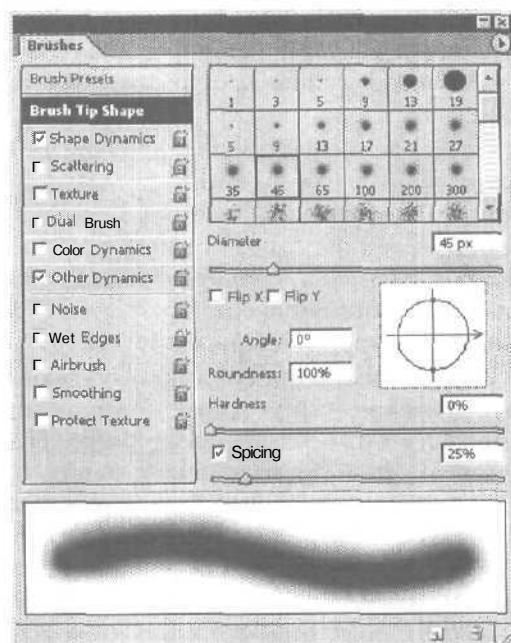 Brushes
Brush Presets
Brush Tip Shape
Shape Dynamics
Scattering
Texture
Dual Brush
Color Dynamics
Other Dynamics
Noise
Wet Edges
Airbrush
Smoothing
Protect Texture
1 3 5 9 13 19
5 9 13 17 21 27
35 45 65 100 200 300
Diameter 45 px
Flip X Flip Y
Angle: 0°
Roundness: 100%
Hardness 0%
Spicing 25%